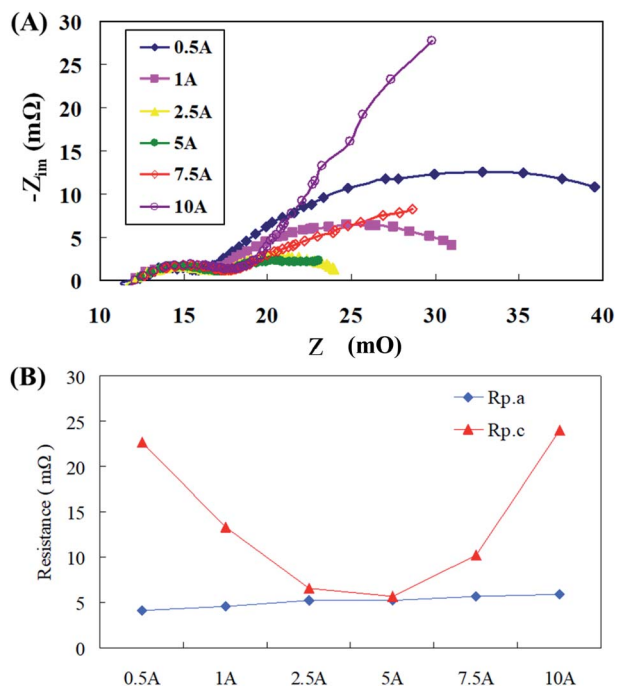 (A)
30
25
20
15
10
5
0
-Zim (mΩ)
0.5A
1A
2.5A
5A
7.5A
10A
10 15 20 25 30 35 40
Z (mO)
(B)
30
25
20
15
10
5
0
Resistance ( mΩ)
Rp.a
Rp.c
0.5A 1A 2.5A 5A 7.5A 10A